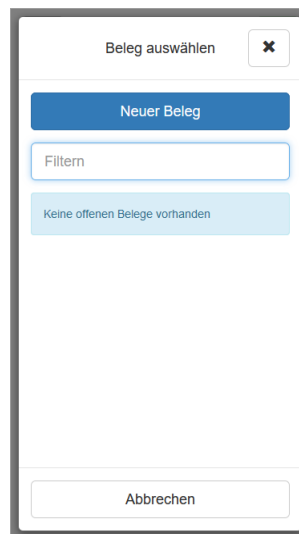 Beleg auswählen
Neuer Beleg
Filtern
Keine offenen Belege vorhanden
Abbrechen